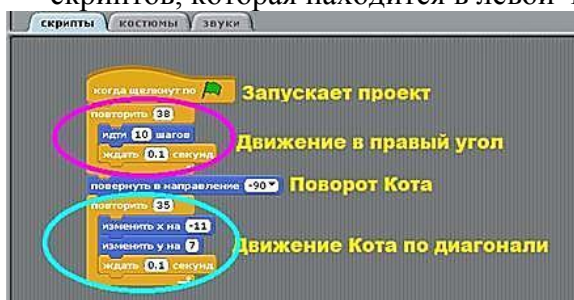 скриптов, которая находится в левой ч
скрипты костюмы звуки
когда щелкнут по Запускает проект
повторить 38
идти 10 шагов
Движение в правый угол
ждать 0.1 секунд
повернуть в направление -90 Поворот Кота
повторить 35
изменить х на -11
изменить у на 7 Движение Кота по диагонали
ждать 0.1 секунд